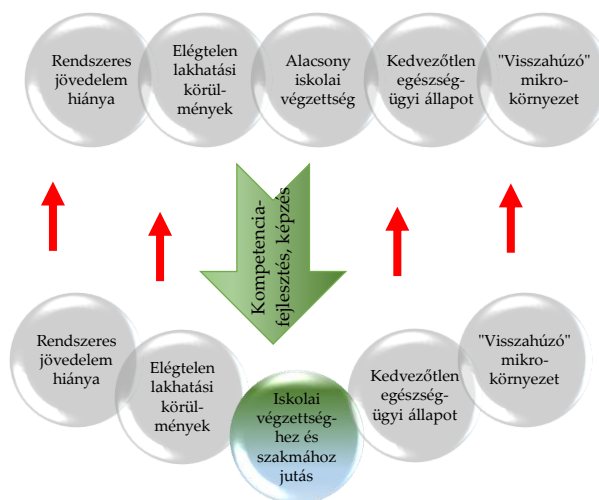 Rendszeres
jövedelem
hiánya
Elégtelen
lakhatási
körül-
mények
Alacsony
iskolai
végzettség
Kedvezőtlen
egészség-
ügyi állapot
"Visszahúzó"
mikro-
környezet
Kompetencia-
fejlesztés, képzés
Rendszeres
jövedelem
hiánya
Elégtelen
lakhatási
körül-
mények
Iskolai
végzettség-
hez és
szakmához
jutás
Kedvezőtlen
egészség-
ügyi állapot
"Visszahúzó"
mikro-
környezet